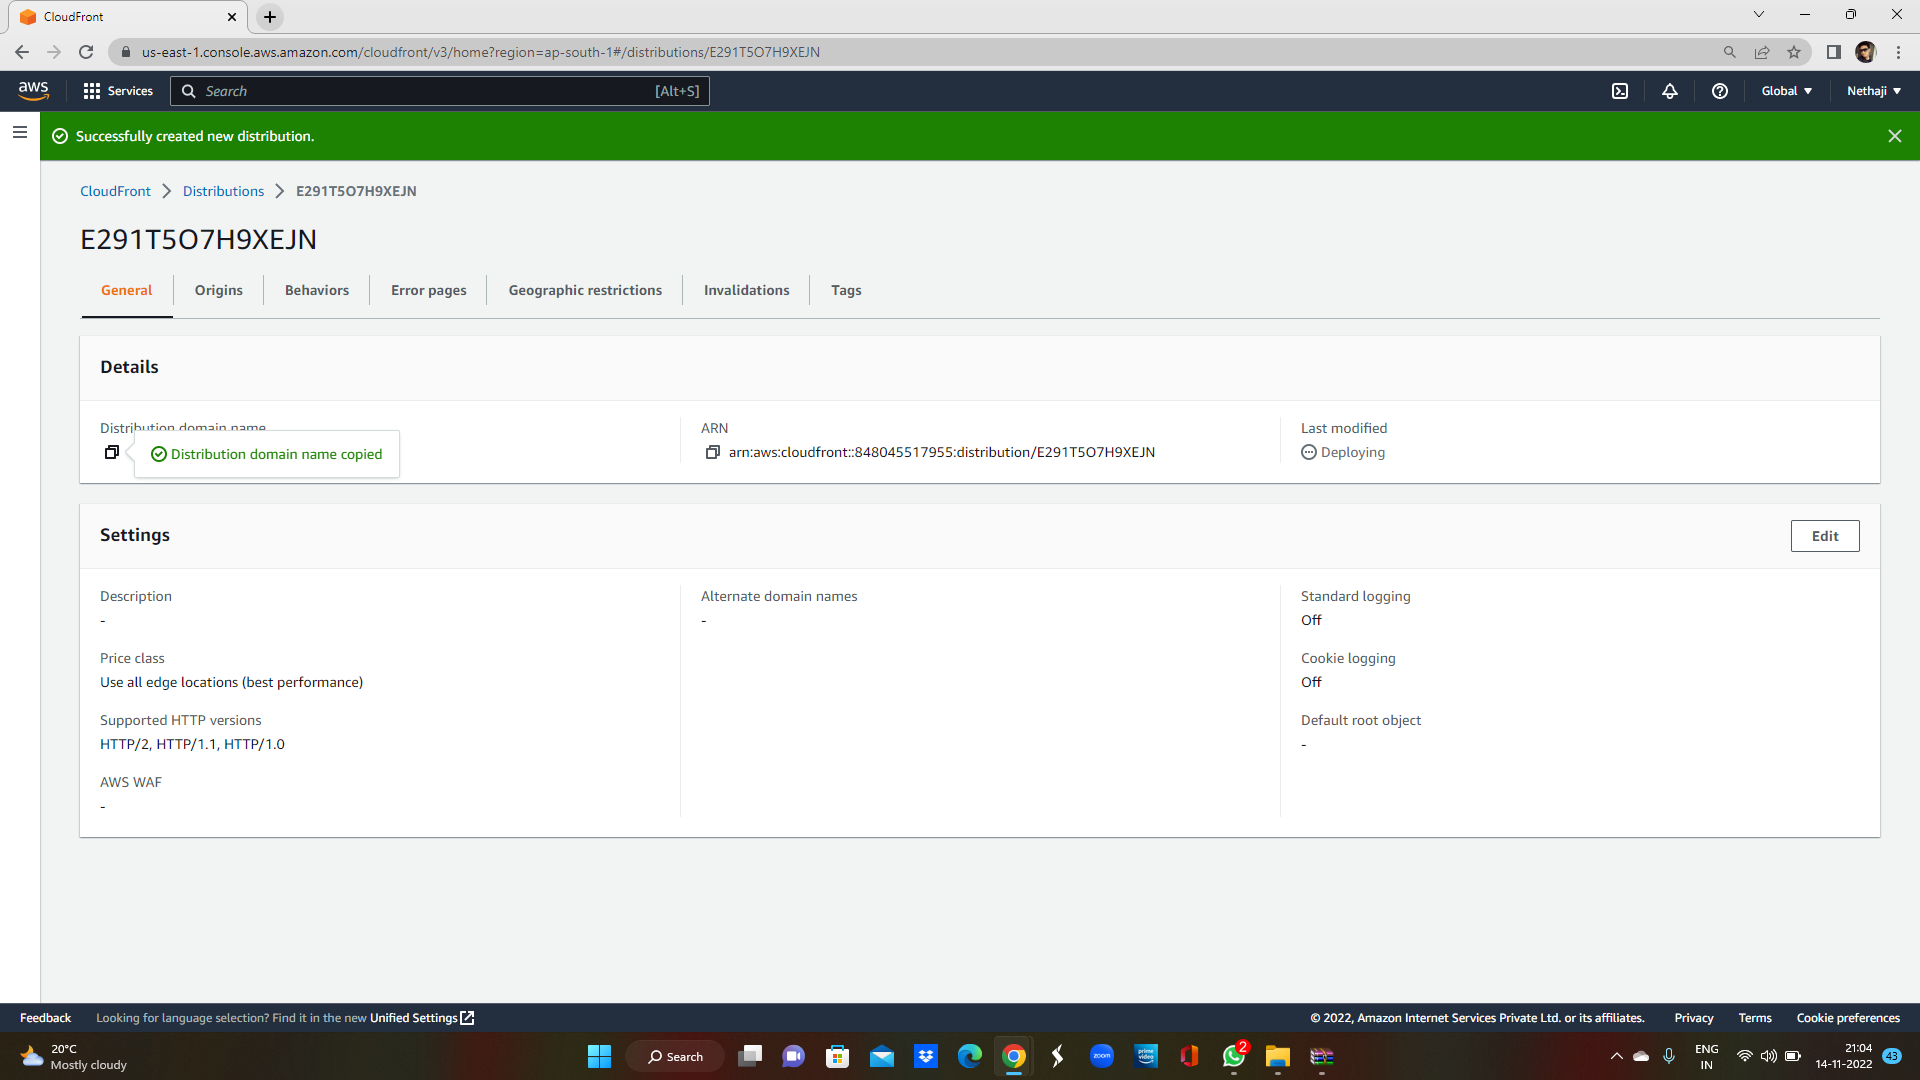 CloudFront
us-east-1.console.aws.amazon.com/cloudfront/v3/home?region=ap-south-1#/distributions/E291T5O7H9XEJN
aws
Services
Search
[Alt+S]
Global
Nethaji
Successfully created new distribution.
CloudFront
Distributions
E291T5O7H9XEJN
E291T5O7H9XEJN
General
Origins
Behaviors
Error pages
Geographic restrictions
Invalidations
Tags
Details
Distribution domain name
Distribution domain name copied
ARN
arn:aws:cloudfront::848045517955:distribution/E291T5O7H9XEJN
Last modified
Deploying
Settings
Edit
Description
-
Price class
Use all edge locations (best performance)
Supported HTTP versions
HTTP/2, HTTP/1.1, HTTP/1.0
AWS WAF
-
Alternate domain names
-
Standard logging
Off
Cookie logging
Off
Default root object
-
Feedback
Looking for language selection? Find it in the new Unified Settings
© 2022, Amazon Internet Services Private Ltd. or its affiliates.
Privacy
Terms
Cookie preferences
20°C
Mostly cloudy
Search
zoom
prime video
2
ENG
IN
21:04
14-11-2022
43